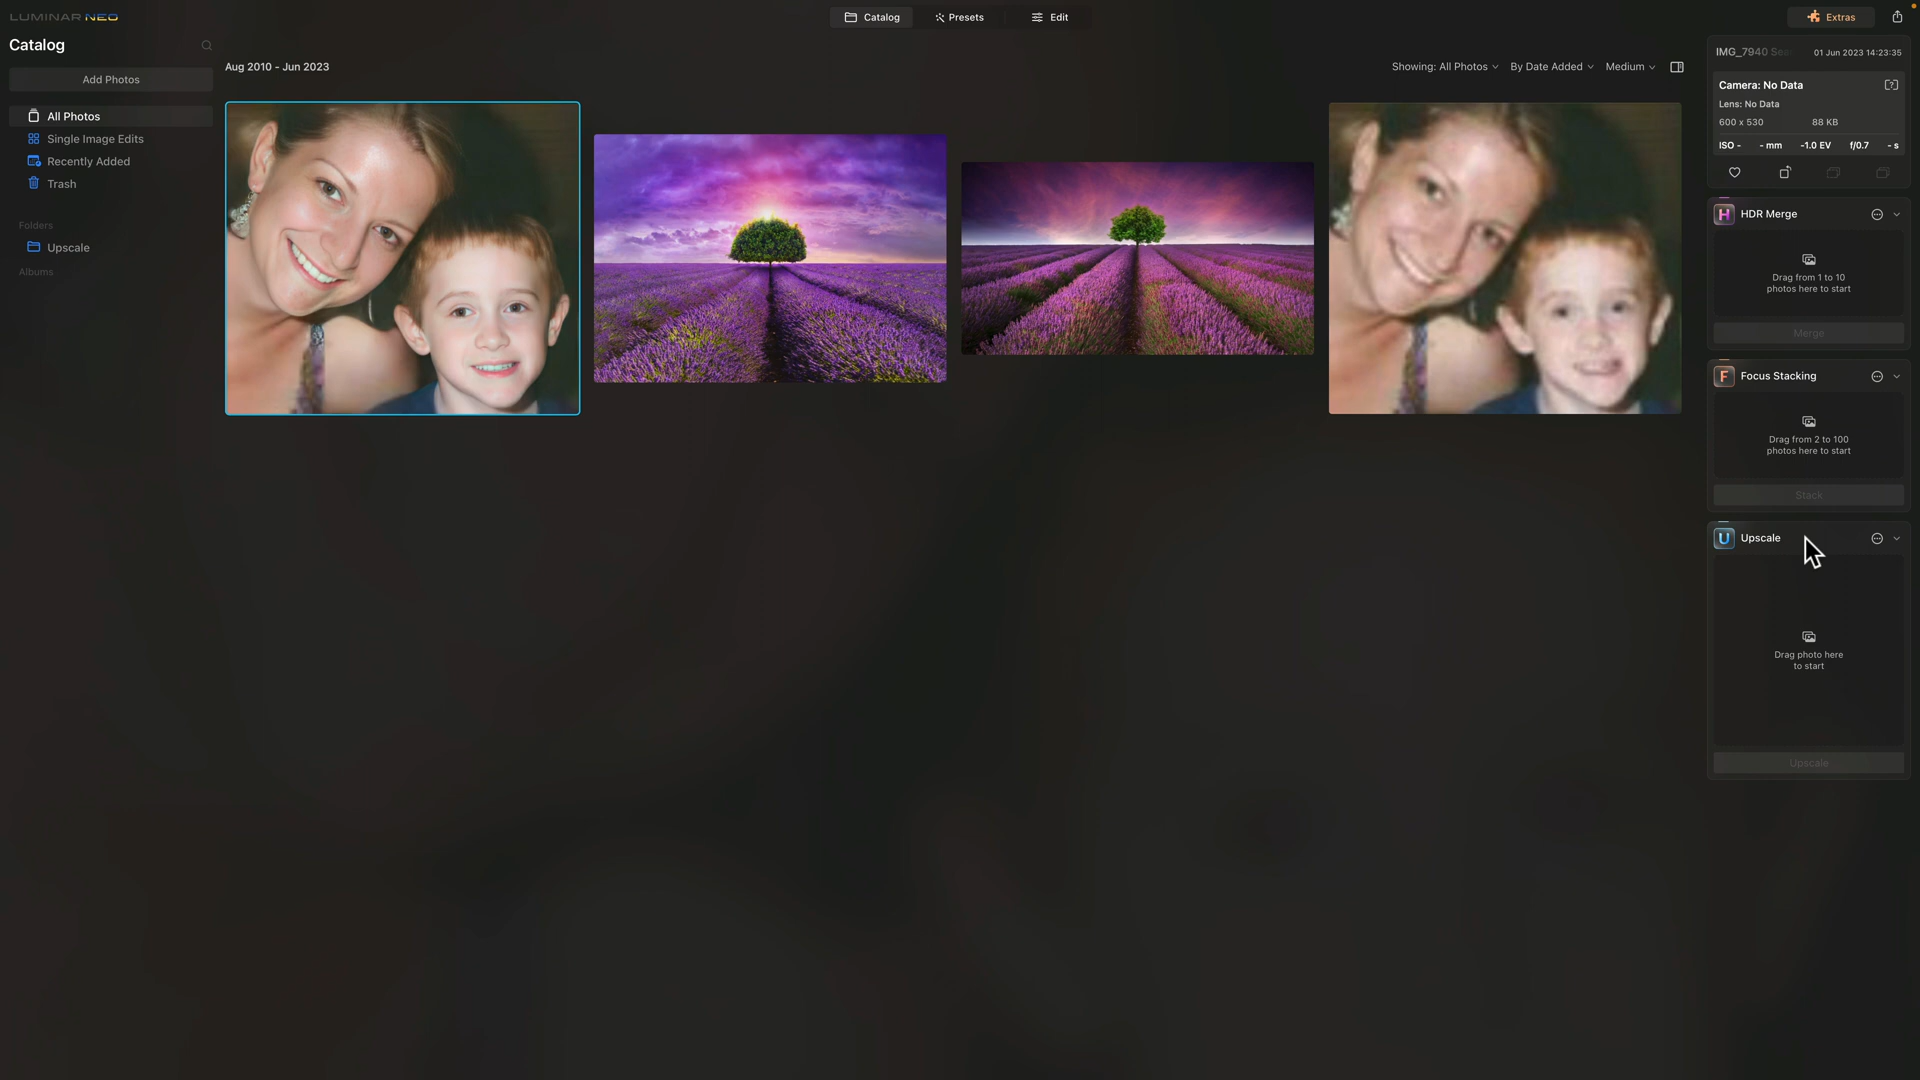 LUMINAR NEO
Catalog
Presets
Edit
Extras
Catalog
Add Photos
All Photos
Single Image Edits
Recently Added
Trash
Folders
Upscale
Albums
Aug 2010 - Jun 2023
Showing: All Photos
By Date Added
Medium
IMG_7940
01 Jun 2023 14:23:35
Camera: No Data
Lens: No Data
600 x 530
88 KB
ISO -
- mm
-1.0 EV
f/0.7
- s
H
HDR Merge
Drag from 1 to 10
photos here to start
Merge
F
Focus Stacking
Drag from 2 to 100
photos here to start
Stack
U
Upscale
Drag photo here
to start
Upscale